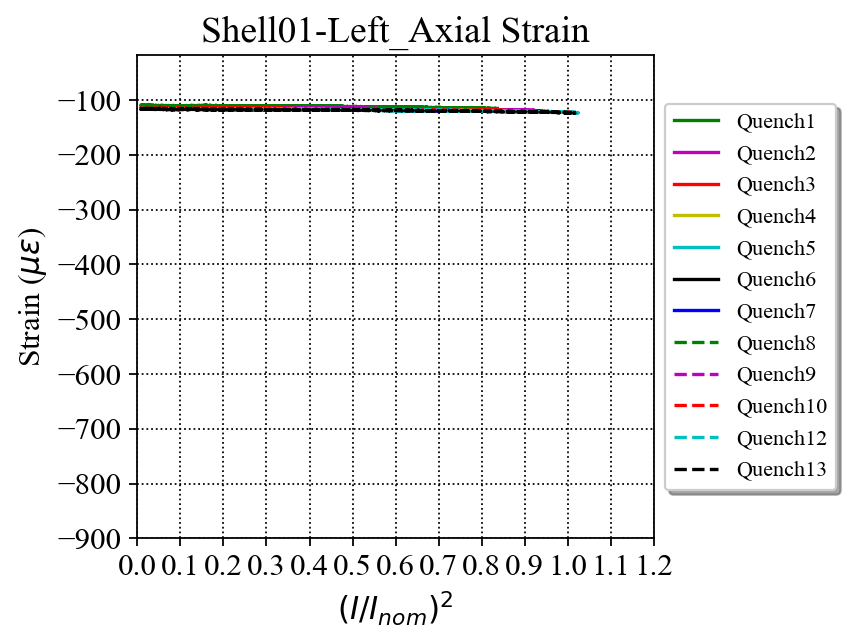 Shell01-Left_Axial Strain
−100
−200
−300
−400
−500
−600
−700
−800
−900
Strain (με)
0.0 0.1 0.2 0.3 0.4 0.5 0.6 0.7 0.8 0.9 1.0 1.1 1.2
(I/I_nom)²
Quench1
Quench2
Quench3
Quench4
Quench5
Quench6
Quench7
Quench8
Quench9
Quench10
Quench12
Quench13